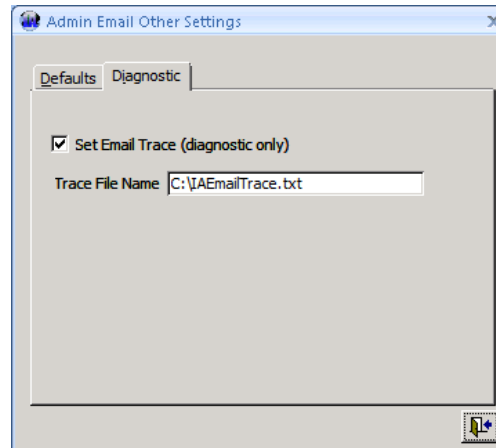 Admin Email Other Settings
Defaults Diagnostic
Set Email Trace (diagnostic only)
Trace File Name C:\IAEmailTrace.txt